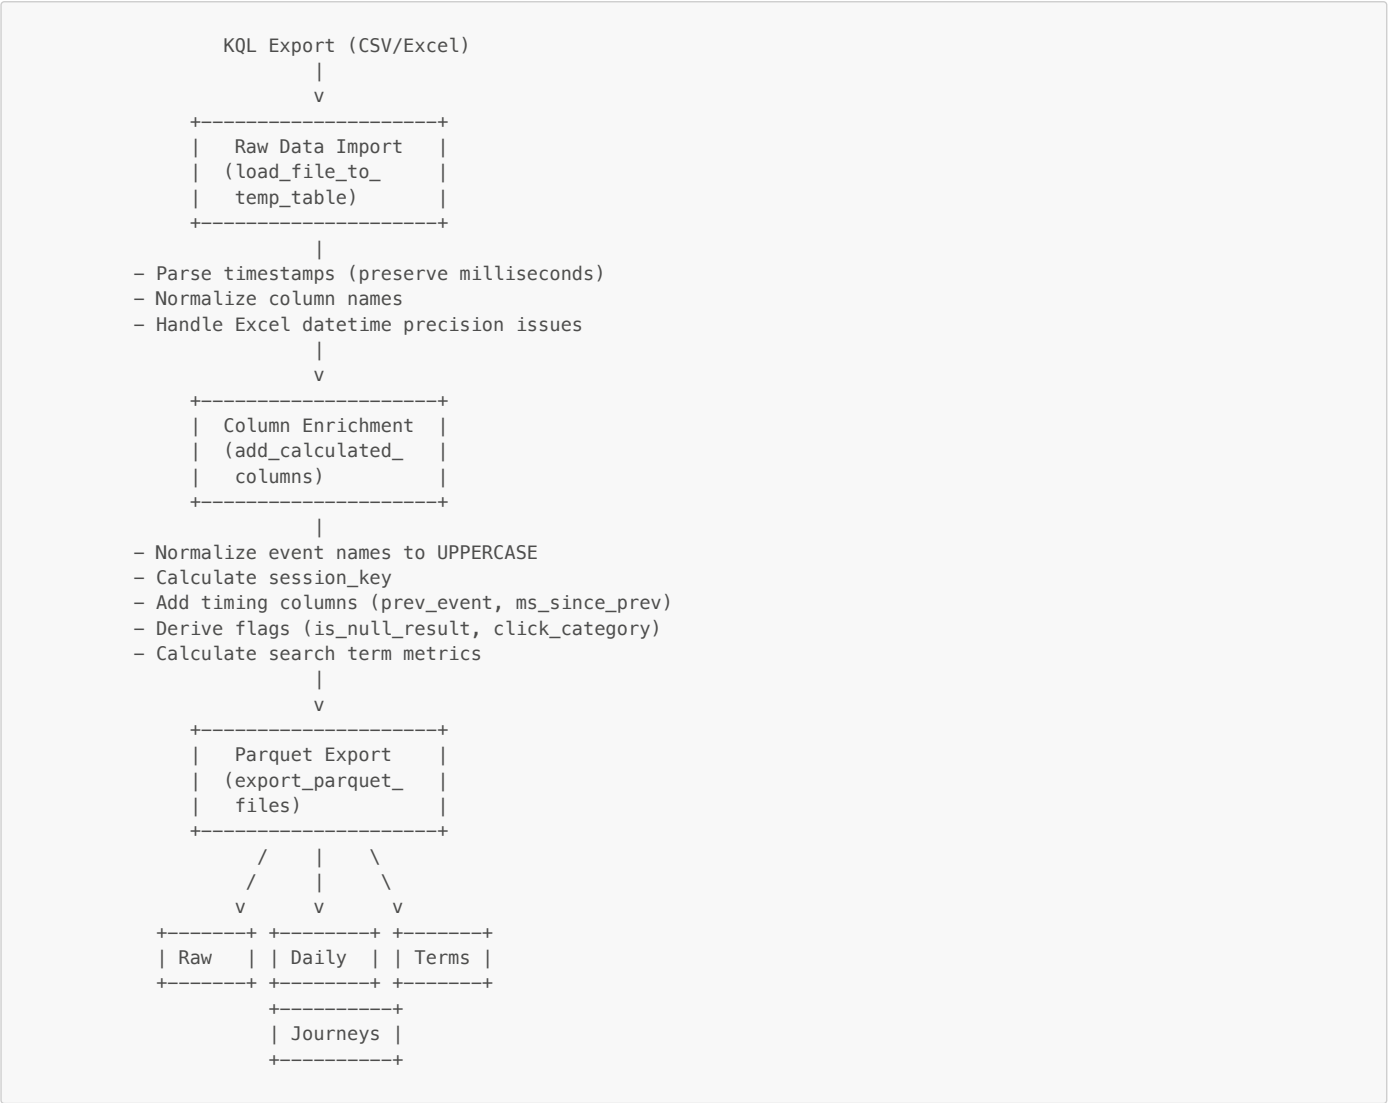 KQL Export (CSV/Excel)
|
v
+---------------------+
|   Raw Data Import   |
|  (load_file_to_     |
|   temp_table)       |
+---------------------+
|
- Parse timestamps (preserve milliseconds)
- Normalize column names
- Handle Excel datetime precision issues
|
v
+---------------------+
|  Column Enrichment  |
|  (add_calculated_   |
|   columns)          |
+---------------------+
|
- Normalize event names to UPPERCASE
- Calculate session_key
- Add timing columns (prev_event, ms_since_prev)
- Derive flags (is_null_result, click_category)
- Calculate search term metrics
|
v
+---------------------+
|   Parquet Export    |
|  (export_parquet_   |
|   files)            |
+---------------------+
/    |    \
/     |     \
v      v      v
+-------+ +--------+ +-------+
| Raw   | | Daily  | | Terms |
+-------+ +--------+ +-------+
+----------+
| Journeys |
+----------+